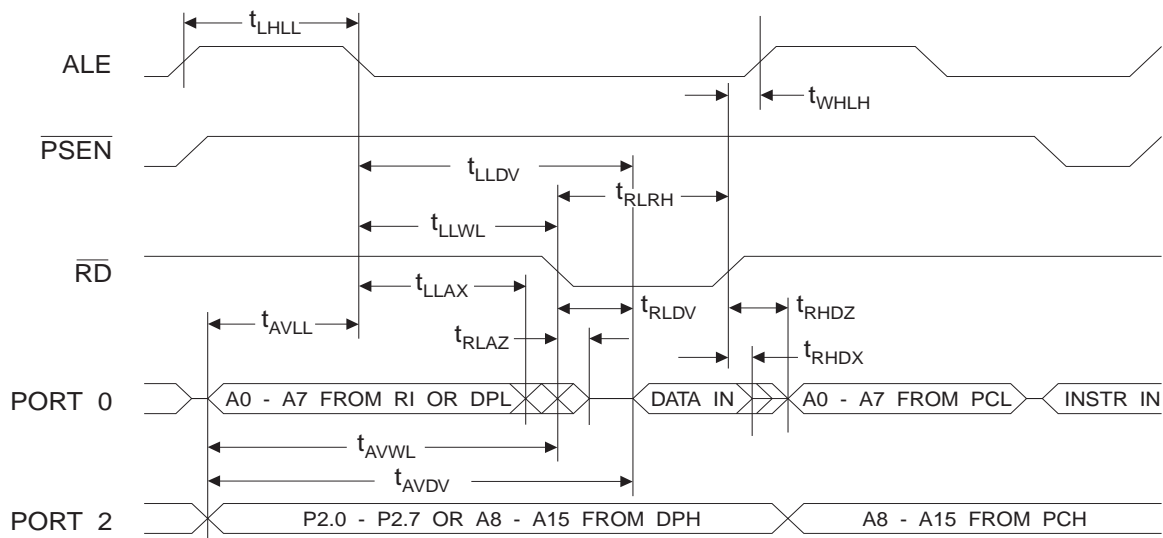 tLHLL
ALE
tWHLH
PSEN
tLLDV
tRLRH
tLLWL
RD
tLLAX
tRLDV
tRHDZ
tAVLL
tRLAZ
tRHDX
PORT 0
A0 - A7 FROM RI OR DPL
DATA IN
A0 - A7 FROM PCL
INSTR IN
tAVWL
tAVDV
PORT 2
P2.0 - P2.7 OR A8 - A15 FROM DPH
A8 - A15 FROM PCH